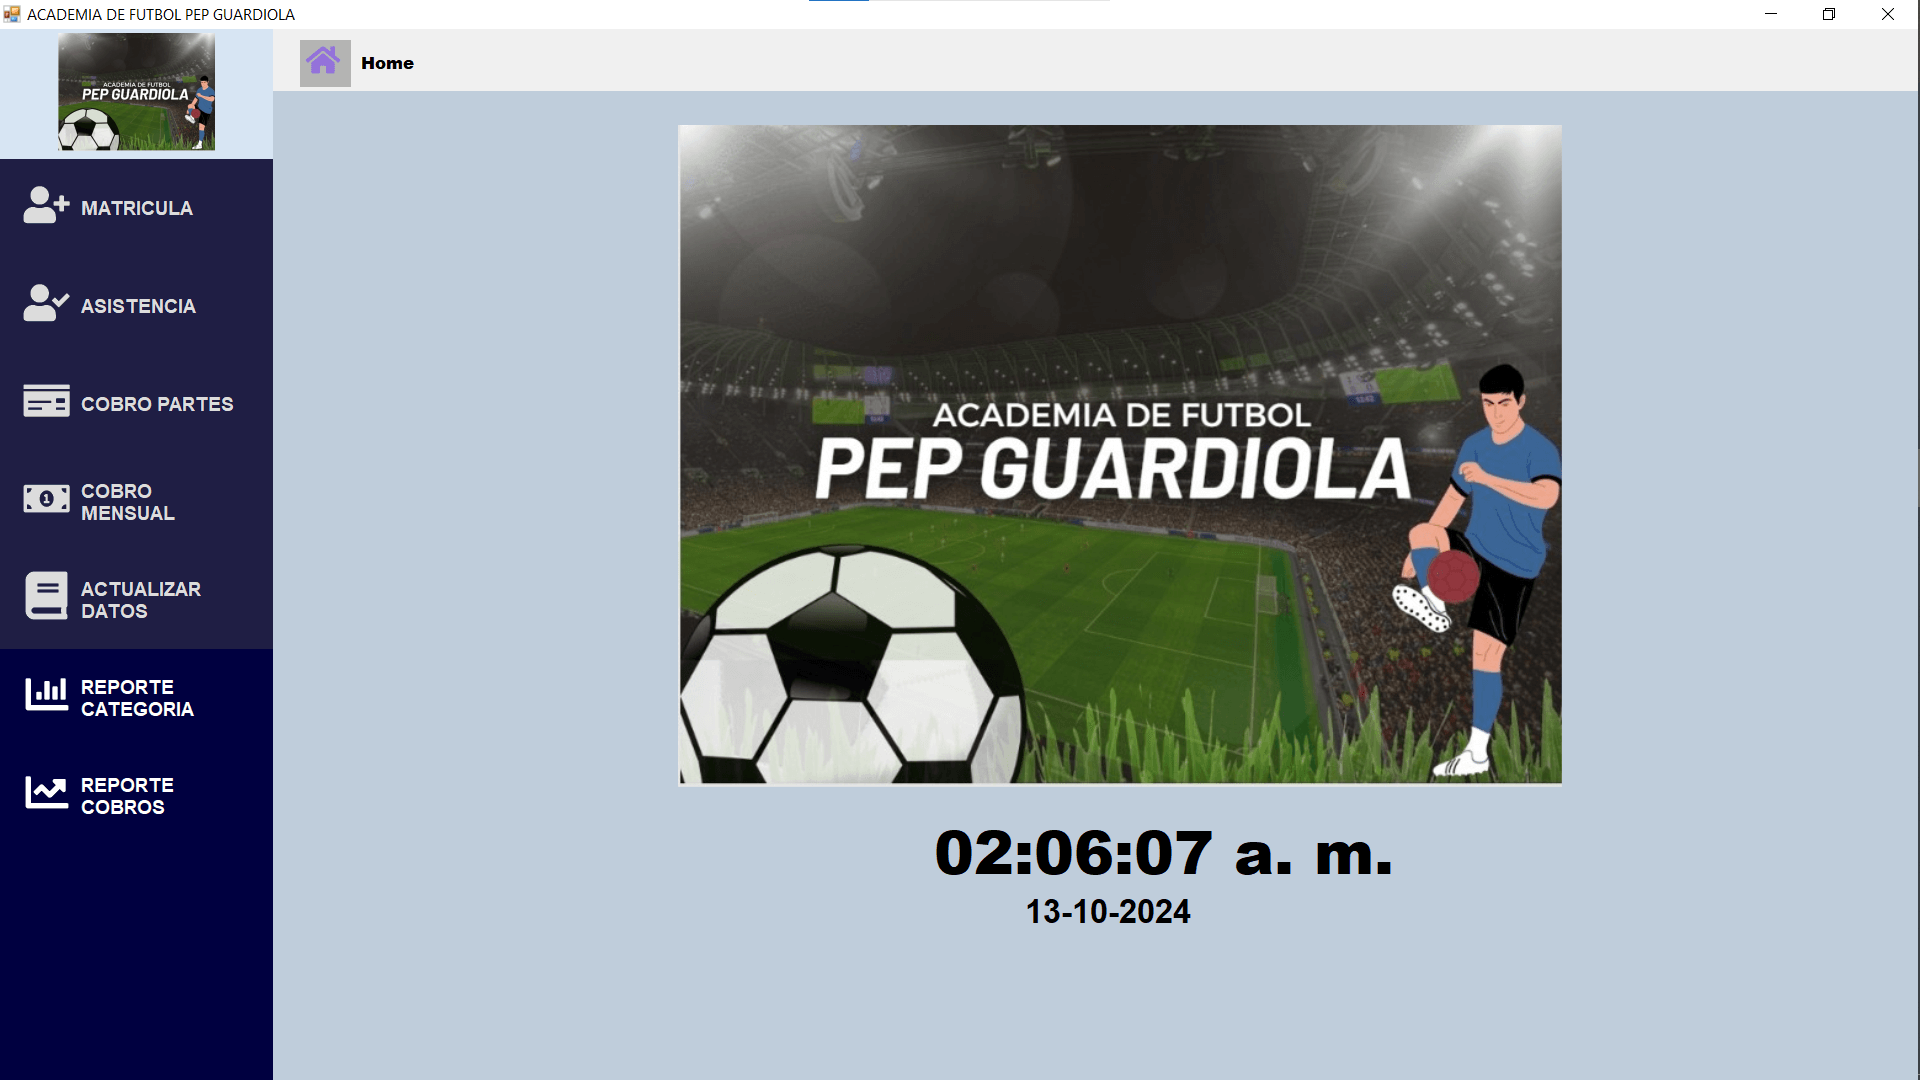 ACADEMIA DE FUTBOL PEP GUARDIOLA
ACADEMIA DE FUTBOL
PEP GUARDIOLA
Home
MATRICULA
ASISTENCIA
COBRO PARTES
1
COBRO
MENSUAL
ACTUALIZAR
DATOS
REPORTE
CATEGORIA
REPORTE
COBROS
ACADEMIA DE FUTBOL
PEP GUARDIOLA
02:06:07 a. m.
13-10-2024